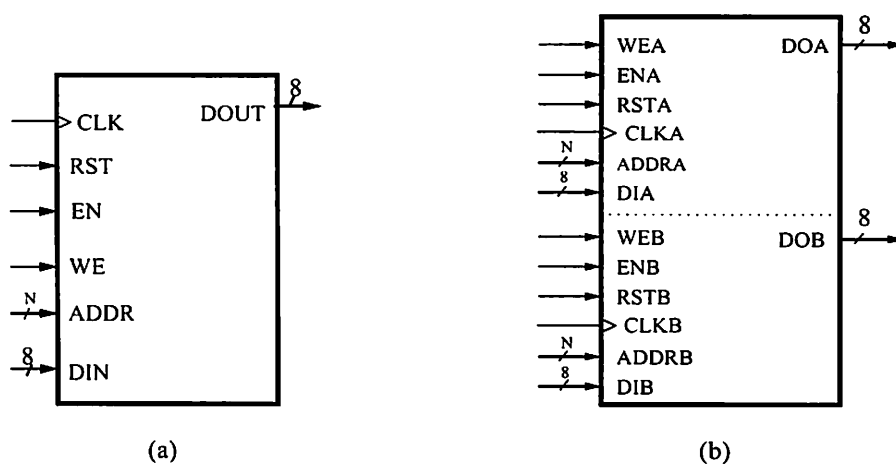 8
CLK
DOUT
RST
EN
WE
N
ADDR
8
DIN
(a)
WEA
DOA
8
ENA
RSTA
CLKA
N
ADDRA
8
DIA
WEB
DOB
8
ENB
RSTB
CLKB
N
ADDRB
8
DIB
(b)